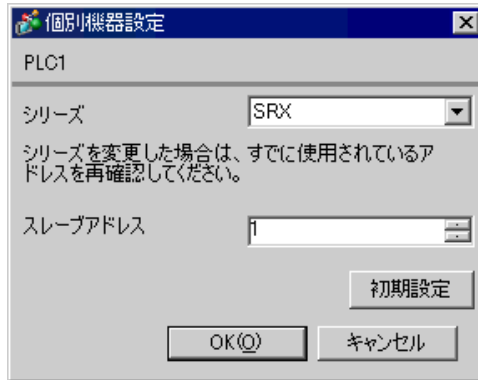 個別機器設定
PLC1
シリーズ SRX
シリーズを変更した場合は、すでに使用されているア
ドレスを再確認してください。
スレーブアドレス 1
初期設定
OK(O) キャンセル